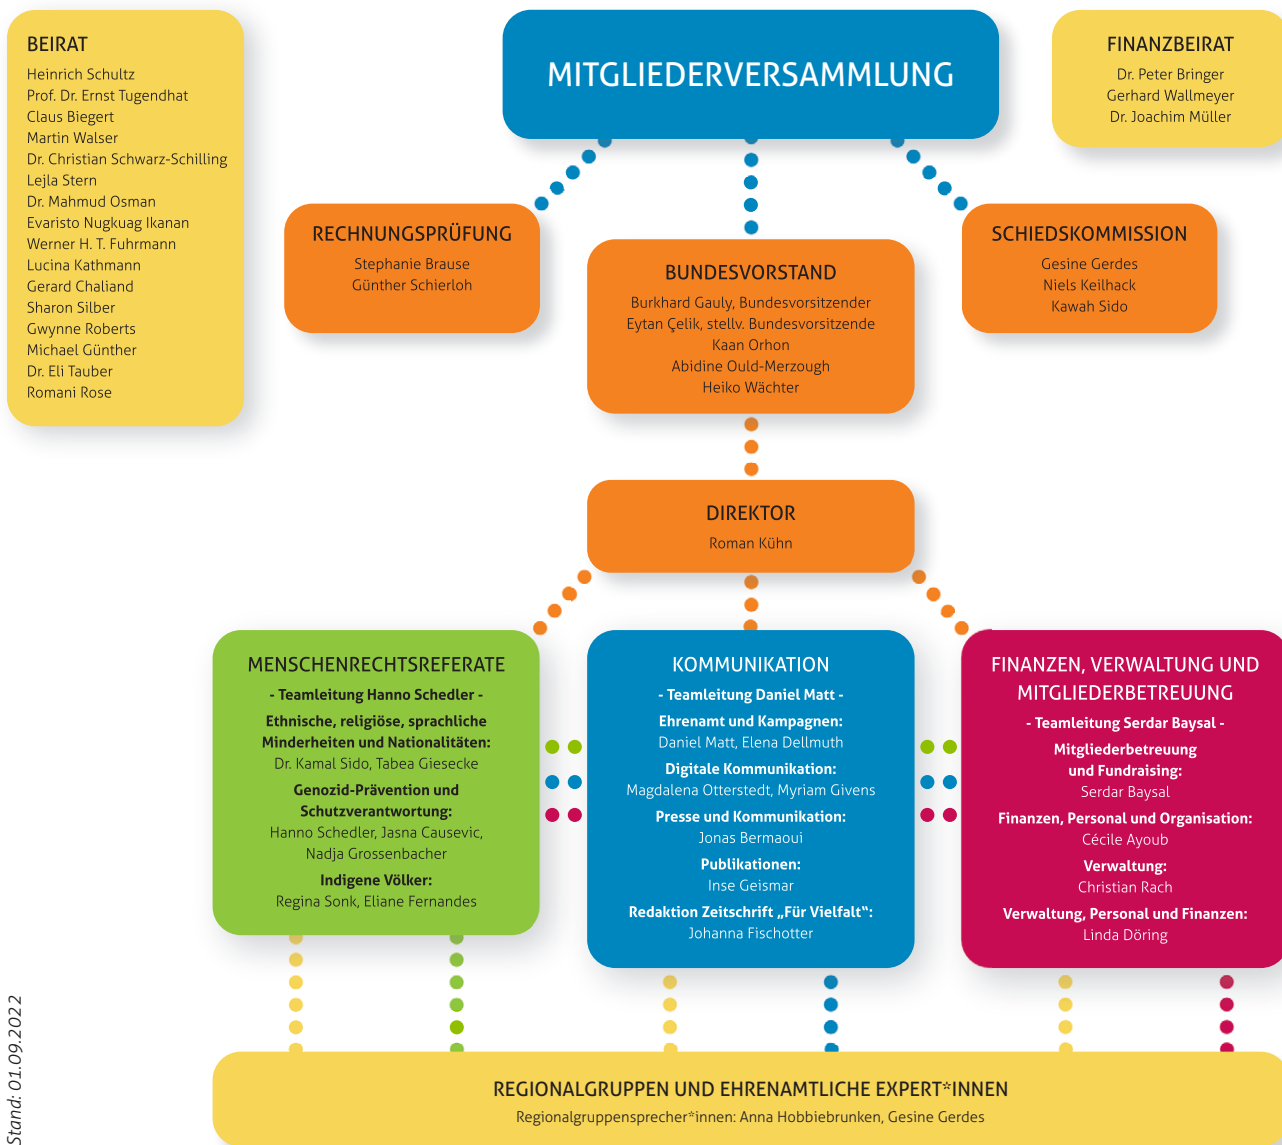 BEIRAT
Heinrich Schultz
Prof. Dr. Ernst Tugendhat
Claus Biegert
Martin Walser
Dr. Christian Schwarz-Schilling
Lejla Stern
Dr. Mahmud Osman
Evaristo Nugkuag Ikanan
Werner H. T. Fuhrmann
Lucina Kathmann
Gerard Chaliand
Sharon Silber
Gwynne Roberts
Michael Günther
Dr. Eli Tauber
Romani Rose
MITGLIEDERVERSAMMLUNG
FINANZBEIRAT
Dr. Peter Bringer
Gerhard Wallmeyer
Dr. Joachim Müller
RECHNUNGSPRÜFUNG
Stephanie Brause
Günther Schierloh
BUNDESVORSTAND
Burkhard Gauly, Bundesvorsitzender
Eytan Çelik, stellv. Bundesvorsitzende
Kaan Orhon
Abidine Ould-Merzough
Heiko Wächter
SCHIEDSKOMMISSION
Gesine Gerdes
Niels Keilhack
Kawah Sido
DIREKTOR
Roman Kühn
MENSCHENRECHTSREFERATE
- Teamleitung Hanno Schedler -
Ethnische, religiöse, sprachliche
Minderheiten und Nationalitäten:
Dr. Kamal Sido, Tabea Giesecke
Genozid-Prävention und
Schutzverantwortung:
Hanno Schedler, Jasna Causevic,
Nadja Grossenbacher
Indigene Völker:
Regina Sonk, Eliane Fernandes
KOMMUNIKATION
- Teamleitung Daniel Matt -
Ehrenamt und Kampagnen:
Daniel Matt, Elena Dellmuth
Digitale Kommunikation:
Magdalena Otterstedt, Myriam Givens
Presse und Kommunikation:
Jonas Bermaoui
Publikationen:
Inse Geismar
Redaktion Zeitschrift „Für Vielfalt“:
Johanna Fischotter
FINANZEN, VERWALTUNG UND
MITGLIEDERBETREUUNG
- Teamleitung Serdar Baysal -
Mitgliederbetreuung
und Fundraising:
Serdar Baysal
Finanzen, Personal und Organisation:
Cécile Ayoub
Verwaltung:
Christian Rach
Verwaltung, Personal und Finanzen:
Linda Döring
REGIONALGRUPPEN UND EHRENAMTLICHE EXPERT*INNEN
Regionalgruppensprecher*innen: Anna Hobbiebrunken, Gesine Gerdes
Stand: 01.09.2022